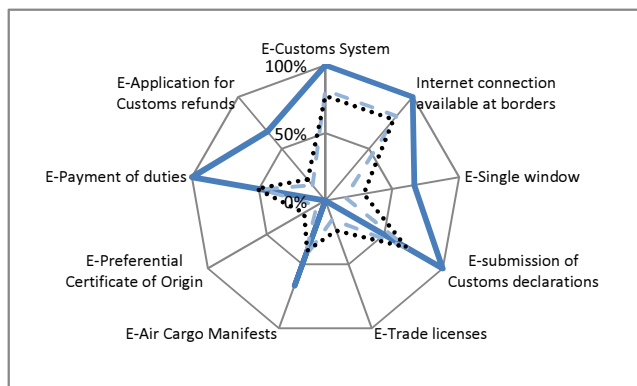 E-Customs System
100%
E-Application for
Customs refunds
Internet connection
available at borders
50%
E-Payment of duties
0%
E-Single window
E-Preferential
Certificate of Origin
E-submission of
Customs declarations
E-Air Cargo Manifests
E-Trade licenses